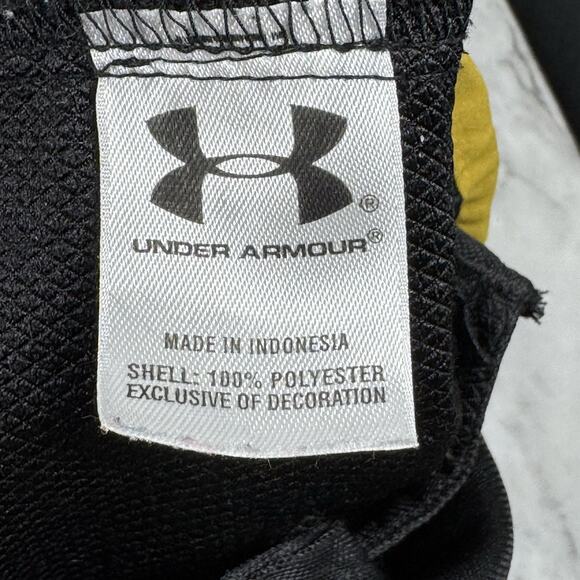 ®
UNDER ARMOUR®
MADE IN INDONESIA
SHELL: 100% POLYESTER
EXCLUSIVE OF DECORATION